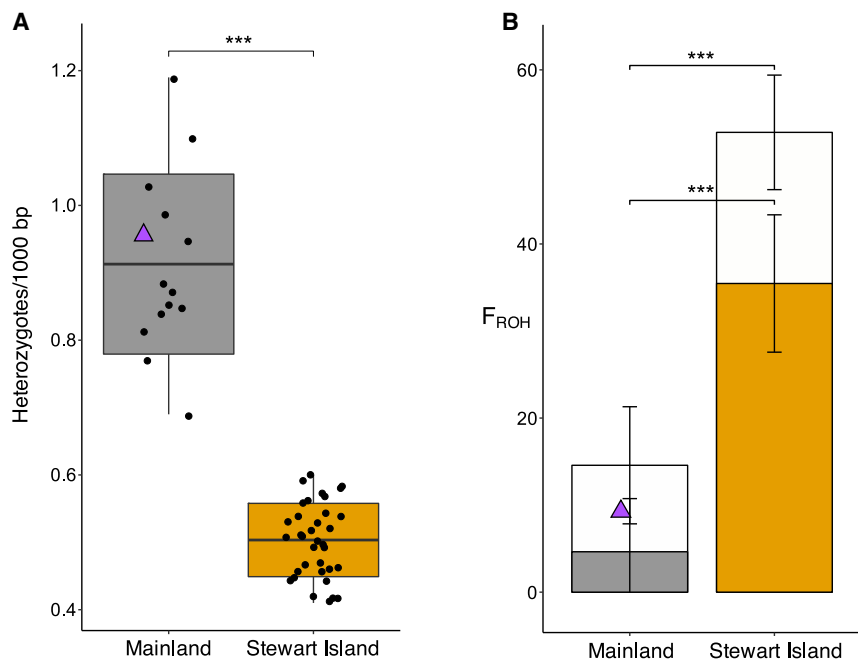 A
***
1.2
1.0
0.8
0.6
0.4
Heterozygotes/1000 bp
Mainland Stewart Island
B
***
***
60
40
20
0
FROH
Mainland Stewart Island